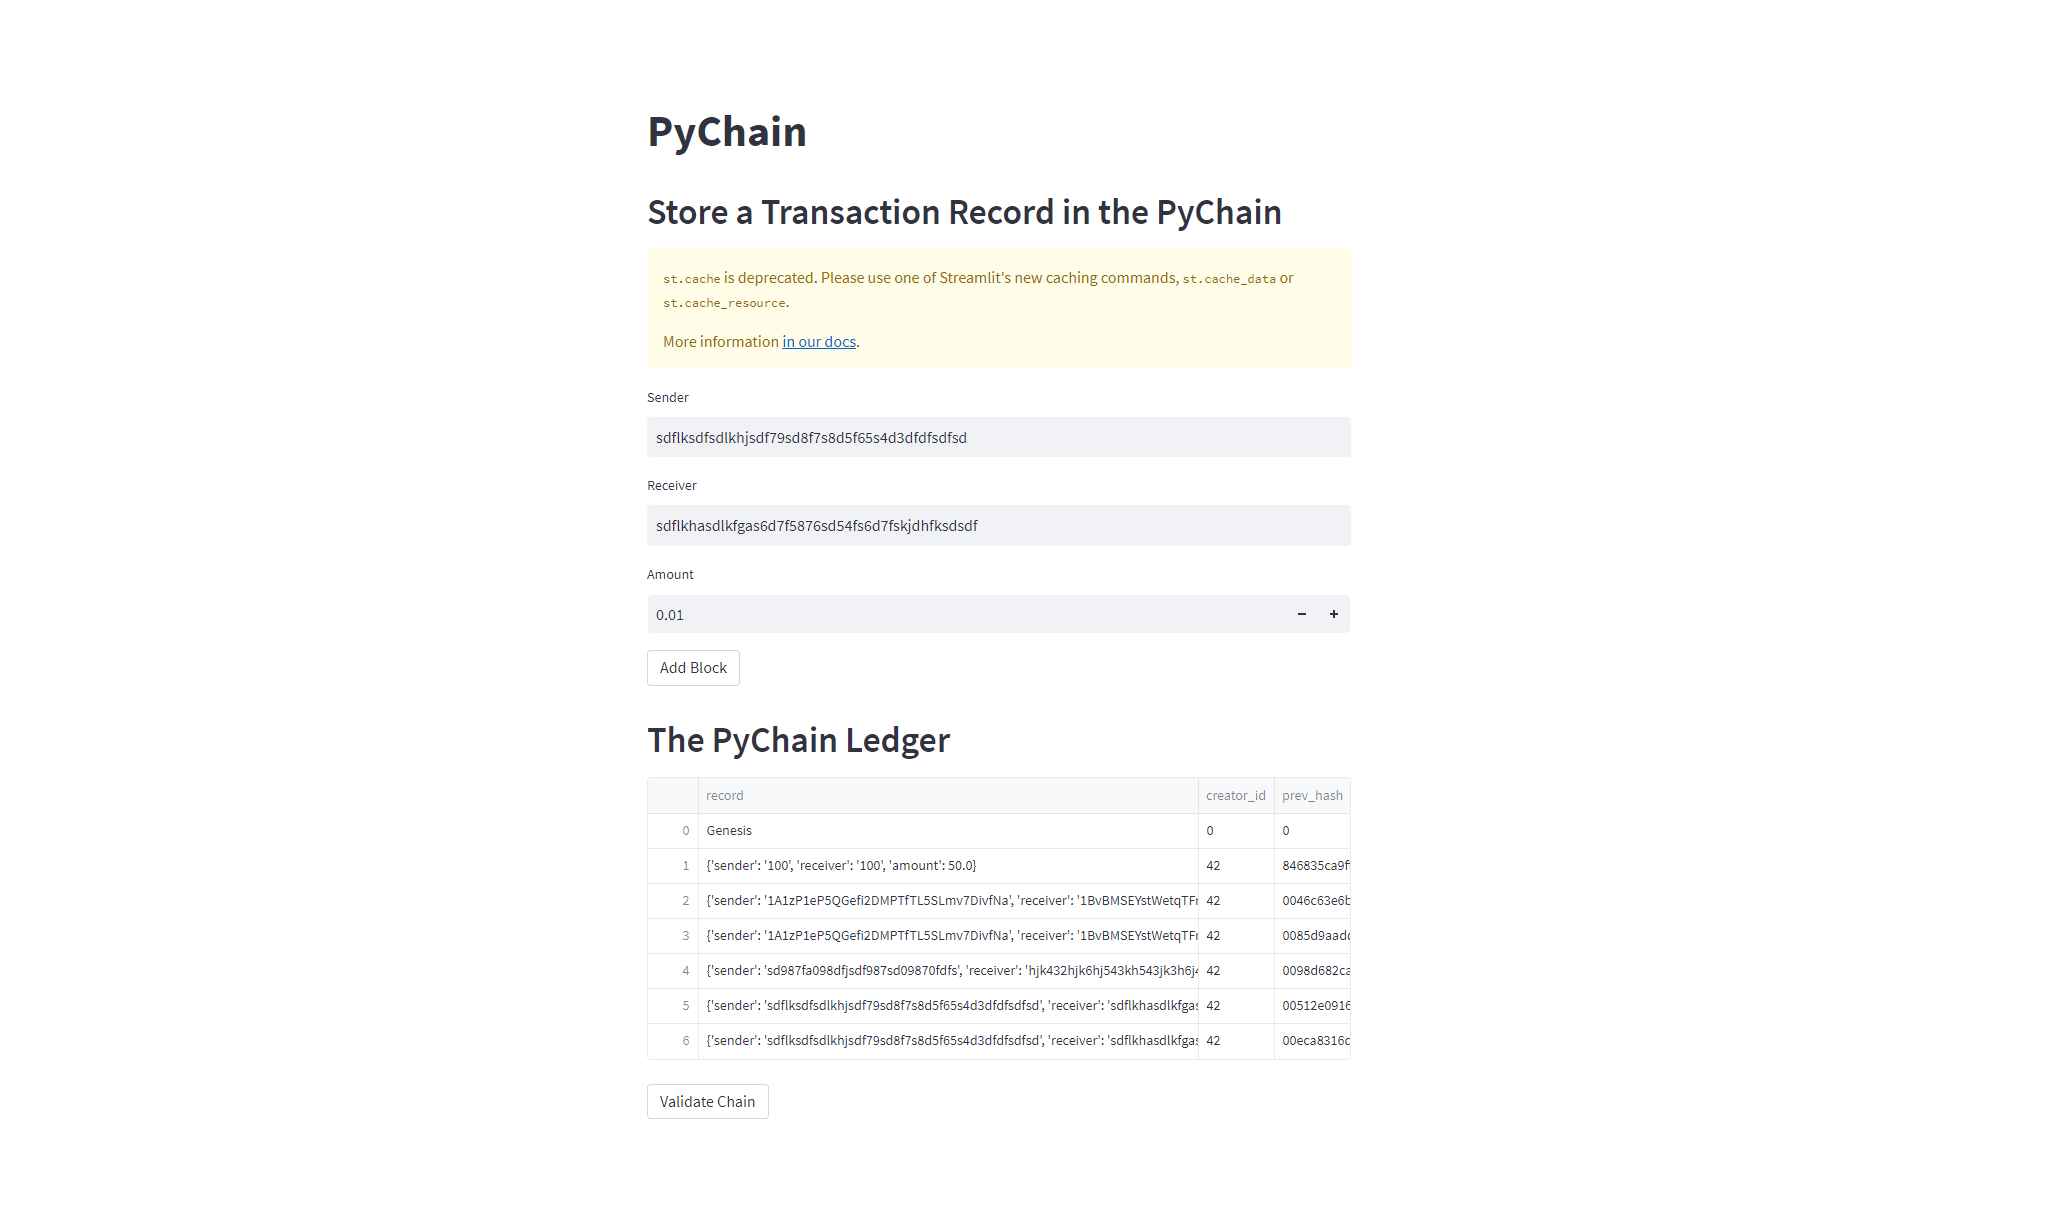 PyChain
Store a Transaction Record in the PyChain
st.cache is deprecated. Please use one of Streamlit's new caching commands, st.cache_data or
st.cache_resource.
More information in our docs.
Sender
sdflksdfsdlkhjsdf79sd8f7s8d5f65s4d3dfdfsdfsd
Receiver
sdflkhasdlkfgas6d7f5876sd54fs6d7fskjdhfksdsdf
Amount
0.01 − +
Add Block
The PyChain Ledger
record creator_id prev_hash
0 Genesis 0 0
1 {'sender': '100', 'receiver': '100', 'amount': 50.0} 42 846835ca9f
2 {'sender': '1A1zP1eP5QGefi2DMPTfTL5SLmv7DivfNa', 'receiver': '1BvBMSEYstWetqTF 42 0046c63e6b
3 {'sender': '1A1zP1eP5QGefi2DMPTfTL5SLmv7DivfNa', 'receiver': '1BvBMSEYstWetqTF 42 0085d9aad
4 {'sender': 'sd987fa098dfjsdf987sd09870fdfs', 'receiver': 'hjk432hjk6hj543kh543jk3h6j4 42 0098d682ca
5 {'sender': 'sdflksdfsdlkhjsdf79sd8f7s8d5f65s4d3dfdfsdfsd', 'receiver': 'sdflkhasdlkfgas 42 00512e0916
6 {'sender': 'sdflksdfsdlkhjsdf79sd8f7s8d5f65s4d3dfdfsdfsd', 'receiver': 'sdflkhasdlkfgas 42 00eca8316
Validate Chain